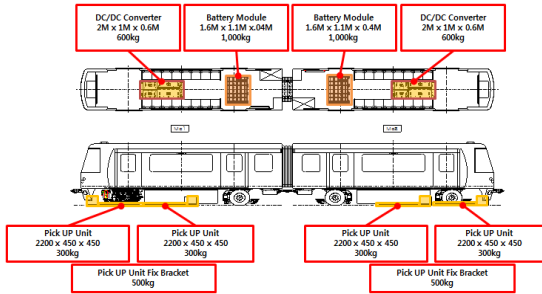 DC/DC Converter
2M x 1M x 0.6M
600kg
Battery Module
1.6M x 1.1M x.04M
1,000kg
Battery Module
1.6M x 1.1M x 0.4M
1,000kg
DC/DC Converter
2M x 1M x 0.6M
600kg
Pick UP Unit
2200 x 450 x 450
300kg
Pick UP Unit
2200 x 450 x 450
300kg
Pick UP Unit
2200 x 450 x 450
300kg
Pick UP Unit
2200 x 450 x 450
300kg
Pick UP Unit Fix Bracket
500kg
Pick UP Unit Fix Bracket
500kg